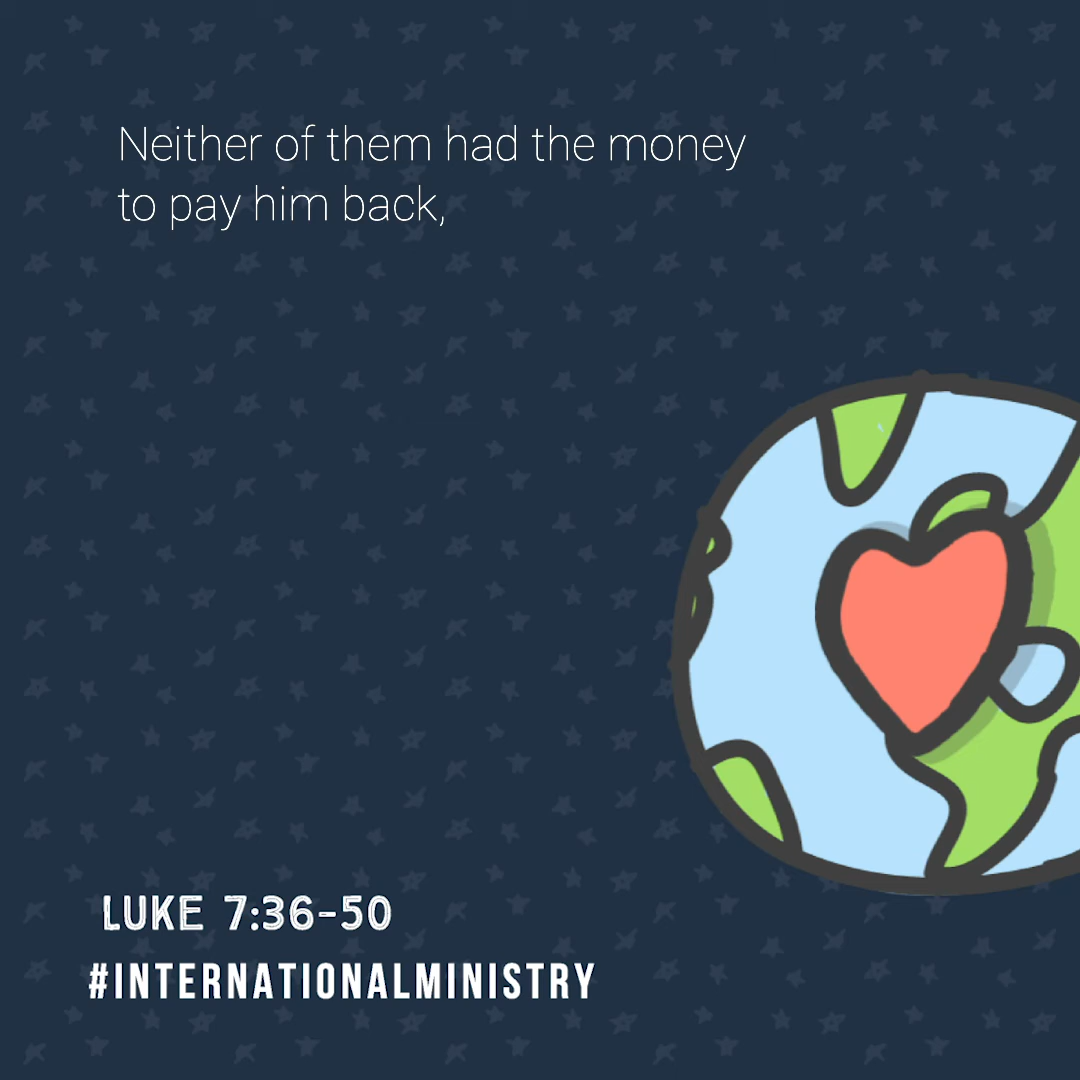 Neither of them had the money
to pay him back,
LUKE 7:36-50
#INTERNATIONALMINISTRY